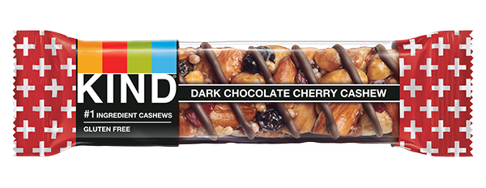 KIND
DARK CHOCOLATE CHERRY CASHEW
#1 INGREDIENT CASHEWS
GLUTEN FREE